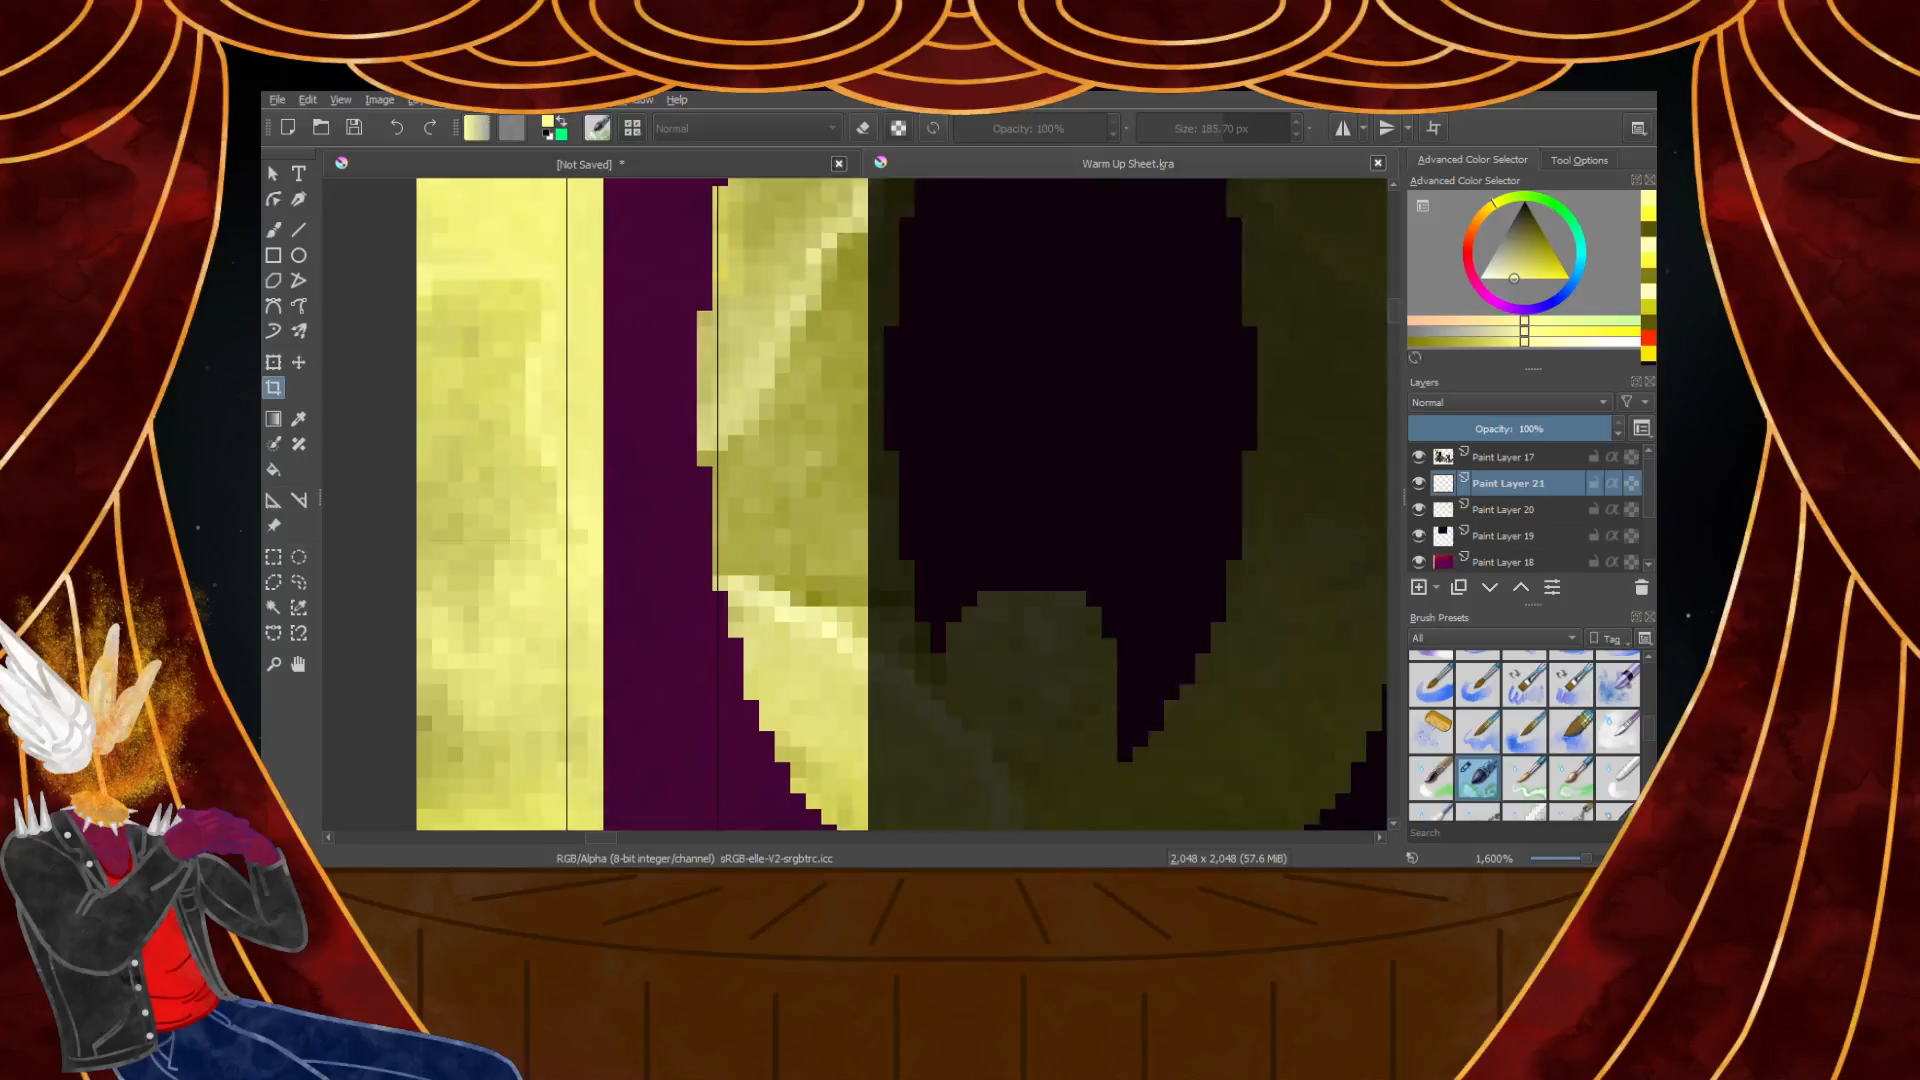 File Edit View Image Help
Normal Opacity: 100% Size: 185.70 px
[Not Saved] * Warm Up Sheet.kra
Advanced Color Selector Tool Options
Advanced Color Selector
Layers
Normal
Opacity: 100%
Paint Layer 17
Paint Layer 21
Paint Layer 20
Paint Layer 19
Paint Layer 18
Brush Presets
All Tag
Search
RGB/Alpha (8-bit integer/channel) sRGB-elle-V2-srgbtrc.icc 2,048 x 2,048 (57.6 MiB) 1,600%